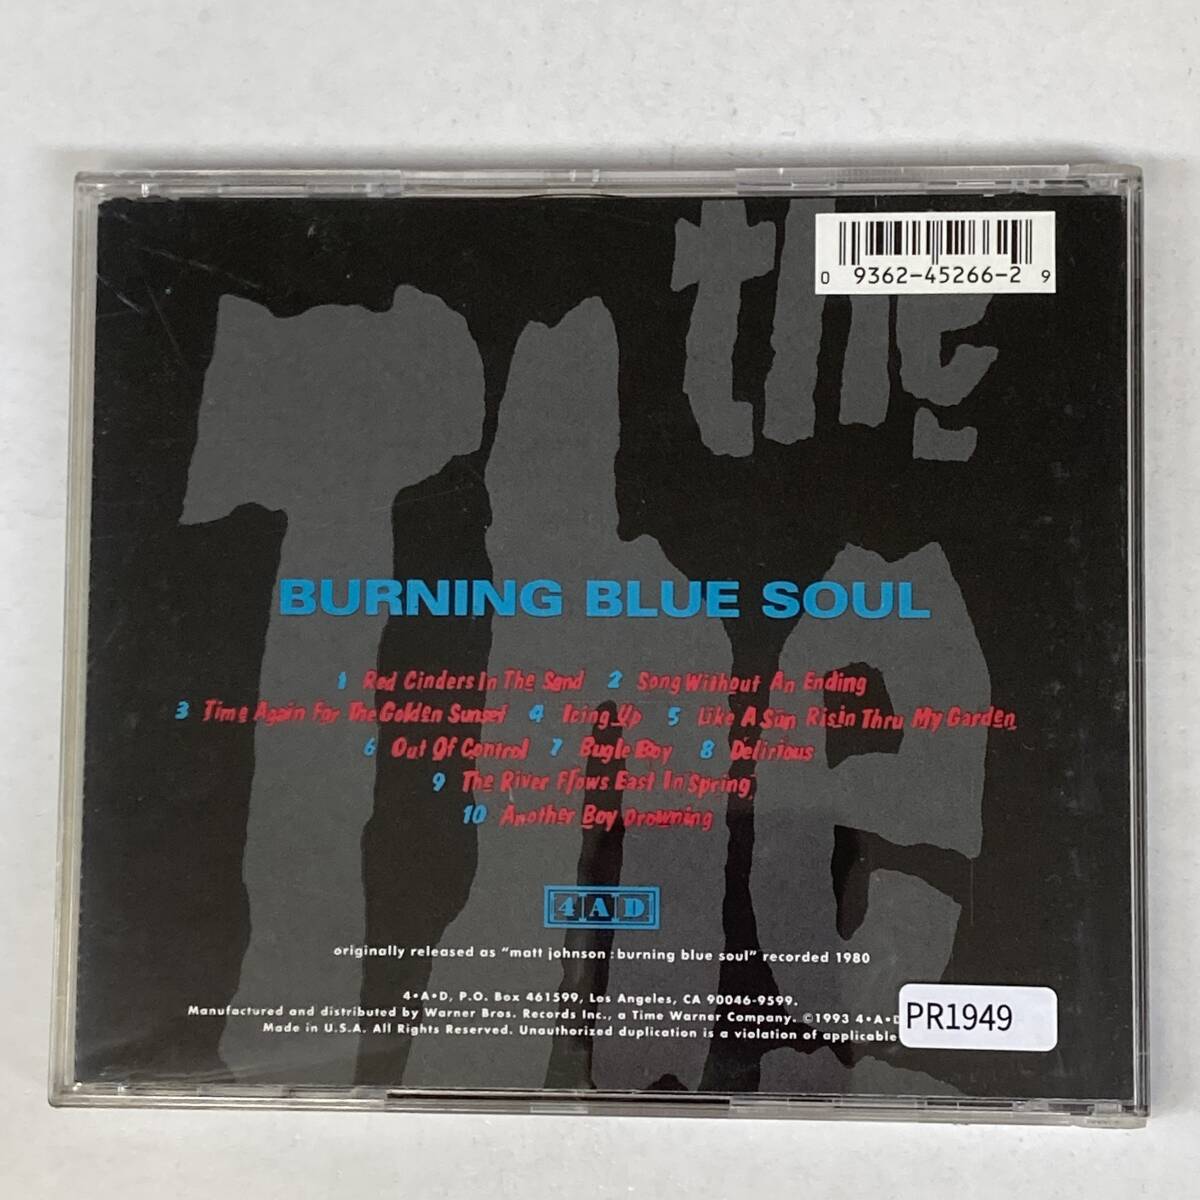 the
The
0 9362-45266-2 9
BURNING BLUE SOUL
1 Red Cinders In The Sand 2 Song Without An Ending
3 Time Again For The Golden Sunset 4 Icing Up 5 Like A Sun Risin Thru My Garden
6 Out Of Control 7 Bugle Boy 8 Delirious
9 The River Flows East In Spring
10 Another Boy Drowning
4AD
originally released as "matt johnson : burning blue soul" recorded 1980
4•A•D, P.O. Box 461599, Los Angeles, CA 90046-9599.
Manufactured and distributed by Warner Bros. Records Inc., a Time Warner Company. ©1993 4•A•D
Made in U.S.A. All Rights Reserved. Unauthorized duplication is a violation of applicable
PR1949